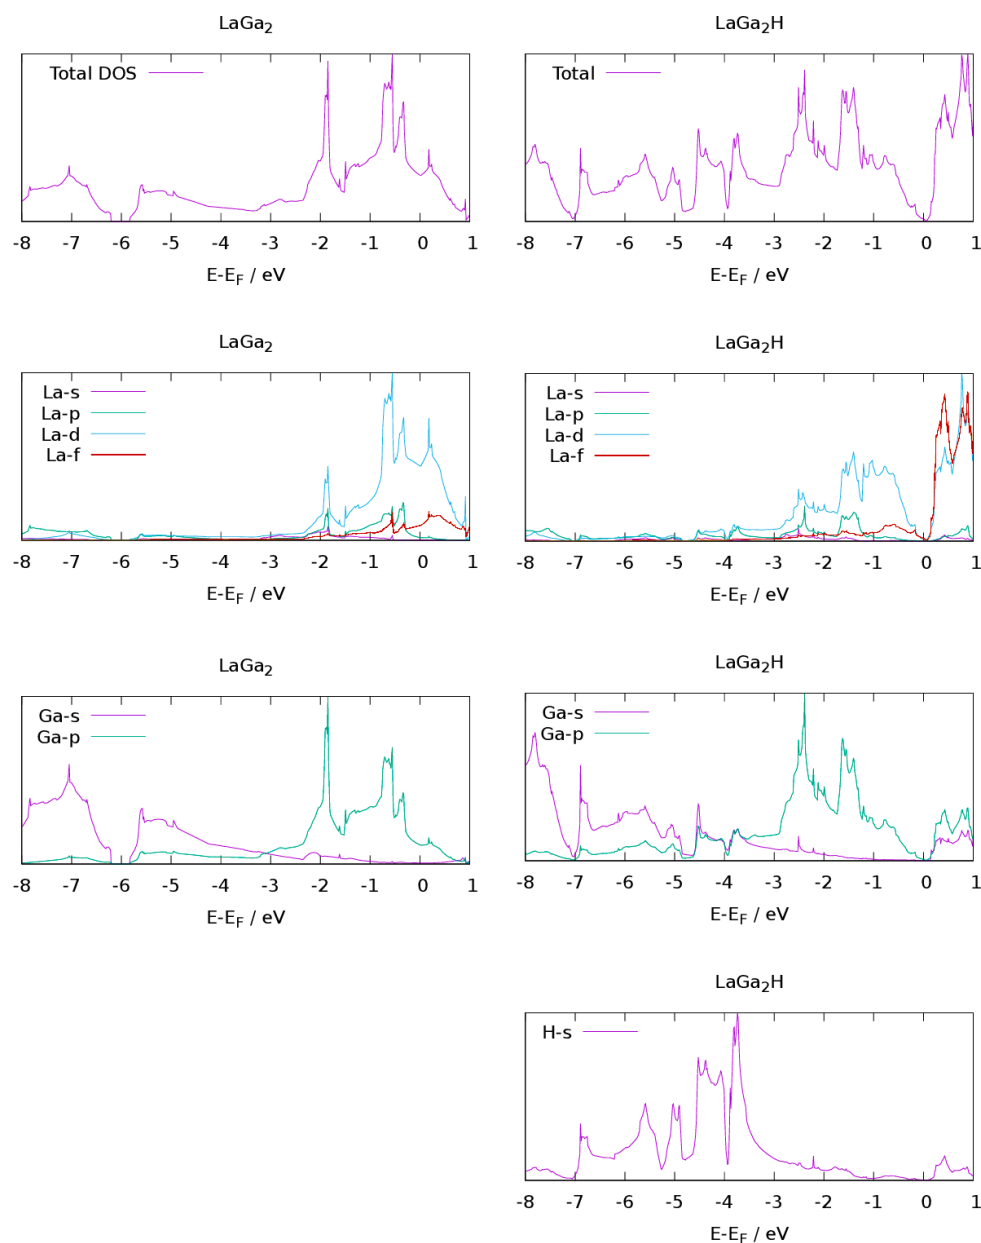 LaGa2
LaGa2H
Total DOS
Total
-8 -7 -6 -5 -4 -3 -2 -1 0 1
-8 -7 -6 -5 -4 -3 -2 -1 0 1
E-EF / eV
E-EF / eV
LaGa2
LaGa2H
La-s
La-p
La-d
La-f
La-s
La-p
La-d
La-f
-8 -7 -6 -5 -4 -3 -2 -1 0 1
-8 -7 -6 -5 -4 -3 -2 -1 0 1
E-EF / eV
E-EF / eV
LaGa2
LaGa2H
Ga-s
Ga-p
Ga-s
Ga-p
-8 -7 -6 -5 -4 -3 -2 -1 0 1
-8 -7 -6 -5 -4 -3 -2 -1 0 1
E-EF / eV
E-EF / eV
LaGa2H
H-s
-8 -7 -6 -5 -4 -3 -2 -1 0 1
E-EF / eV